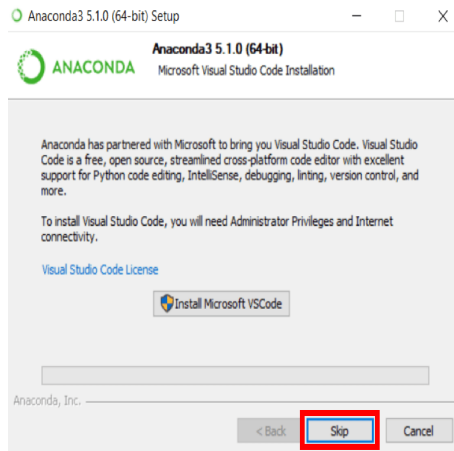 Anaconda3 5.1.0 (64-bit) Setup
Anaconda3 5.1.0 (64-bit)
ANACONDA
Microsoft Visual Studio Code Installation
Anaconda has partnered with Microsoft to bring you Visual Studio Code. Visual Studio
Code is a free, open source, streamlined cross-platform code editor with excellent
support for Python code editing, IntelliSense, debugging, linting, version control, and
more.
To install Visual Studio Code, you will need Administrator Privileges and Internet
connectivity.
Visual Studio Code License
Install Microsoft VSCode
Anaconda, Inc.
< Back
Skip
Cancel